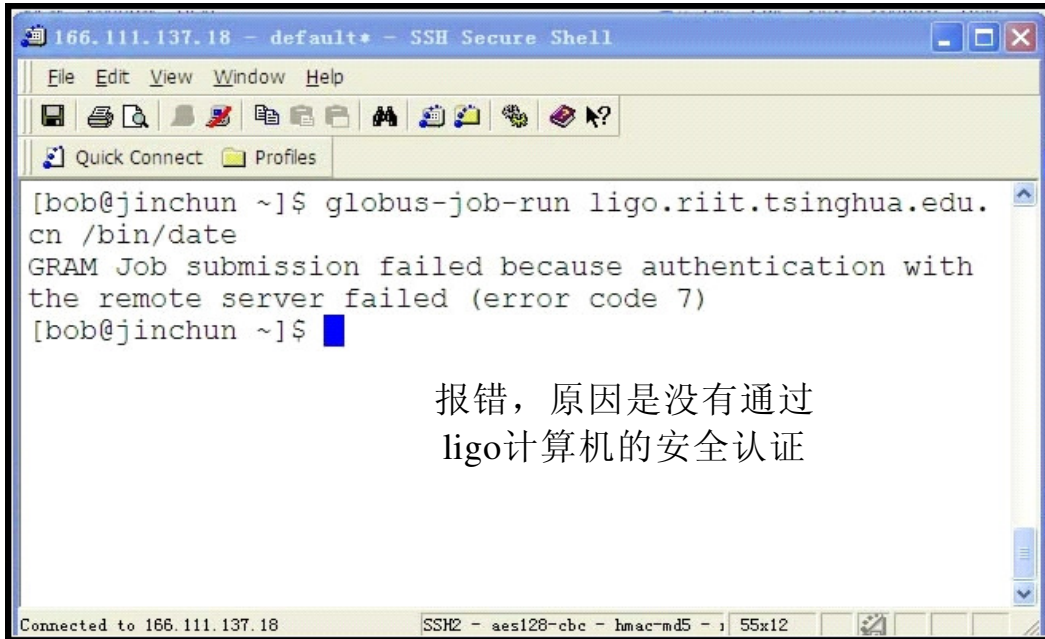 166.111.137.18 - default* - SSH Secure Shell
File Edit View Window Help
Quick Connect Profiles
[bob@jinchun ~]$ globus-job-run ligo.riit.tsinghua.edu.
cn /bin/date
GRAM Job submission failed because authentication with
the remote server failed (error code 7)
[bob@jinchun ~]$
报错，原因是没有通过
ligo计算机的安全认证
Connected to 166.111.137.18 SSH2 - aes128-cbc - hmac-md5 - 55x12